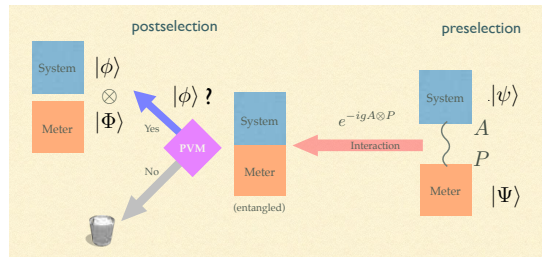 postselection
preselection
System
|ϕ⟩
⊗
Meter
|Φ⟩
|ϕ⟩ ?
Yes
PVM
No
System
Meter
(entangled)
e^{-igA⊗P}
Interaction
System
|ψ⟩
A
P
Meter
|Ψ⟩